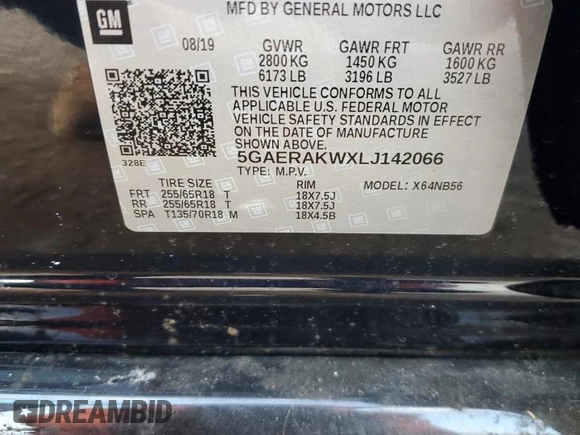 MFD BY GENERAL MOTORS LLC
GM
08/19 GVWR GAWR FRT GAWR RR
2800 KG 1450 KG 1600 KG
6173 LB 3196 LB 3527 LB
THIS VEHICLE CONFORMS TO ALL
APPLICABLE U.S. FEDERAL MOTOR
VEHICLE SAFETY STANDARDS IN EFFECT
ON THE DATE OF MANUFACTURE
SHOWN ABOVE.
328E
5GAERAKWXLJ142066
TYPE: M.P.V. MODEL: X64NB56
TIRE SIZE RIM
FRT 255/65R18 T 18X7.5J
RR 255/65R18 T 18X7.5J
SPA T135/70R18 M 18X4.5B
DREAMBID